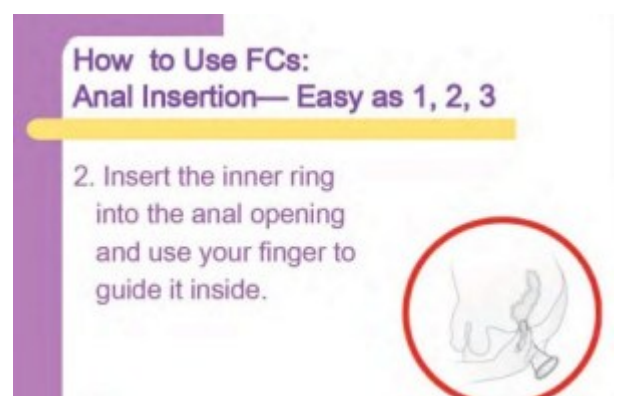 How to Use FCs:
Anal Insertion— Easy as 1, 2, 3
2. Insert the inner ring
into the anal opening
and use your finger to
guide it inside.